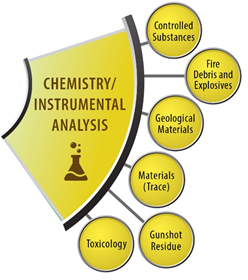 Controlled
Substances
Fire
Debris and
Explosives
CHEMISTRY/
INSTRUMENTAL
ANALYSIS
Geological
Materials
Materials
(Trace)
Gunshot
Residue
Toxicology